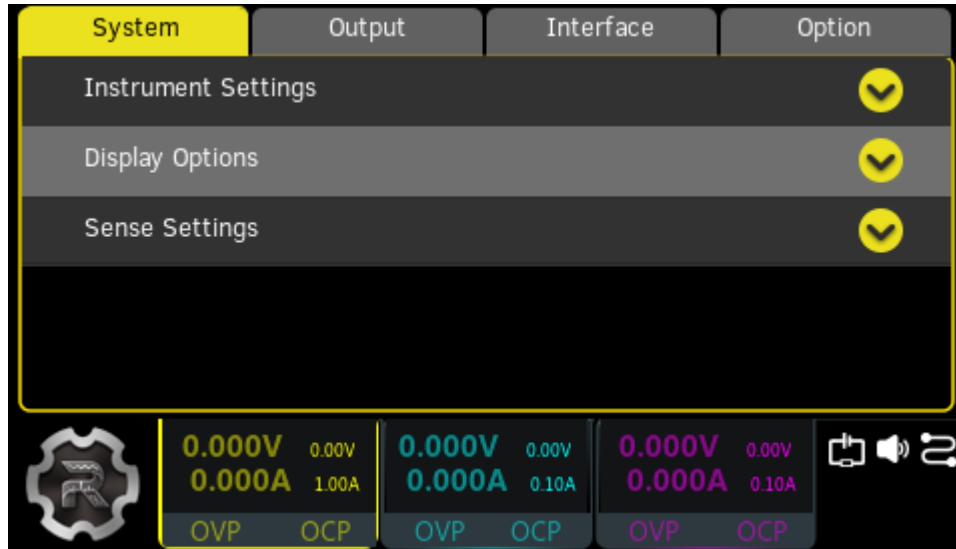 System Output Interface Option
Instrument Settings
Display Options
Sense Settings
0.000V 0.00V 0.000V 0.00V 0.000V 0.00V
0.000A 1.00A 0.000A 0.10A 0.000A 0.10A
OVP OCP OVP OCP OVP OCP